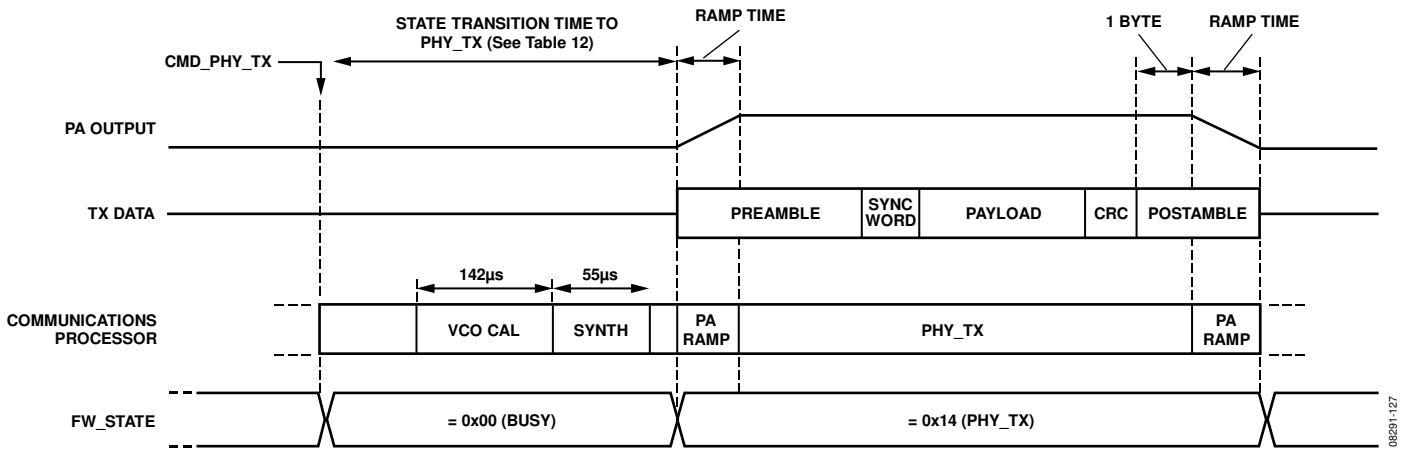 STATE TRANSITION TIME TO
PHY_TX (See Table 12)
RAMP TIME
1 BYTE
RAMP TIME
CMD_PHY_TX
PA OUTPUT
TX DATA
PREAMBLE
SYNC
WORD
PAYLOAD
CRC
POSTAMBLE
142µs
55µs
COMMUNICATIONS
PROCESSOR
VCO CAL
SYNTH
PA
RAMP
PHY_TX
PA
RAMP
FW_STATE
= 0x00 (BUSY)
= 0x14 (PHY_TX)
08291-127